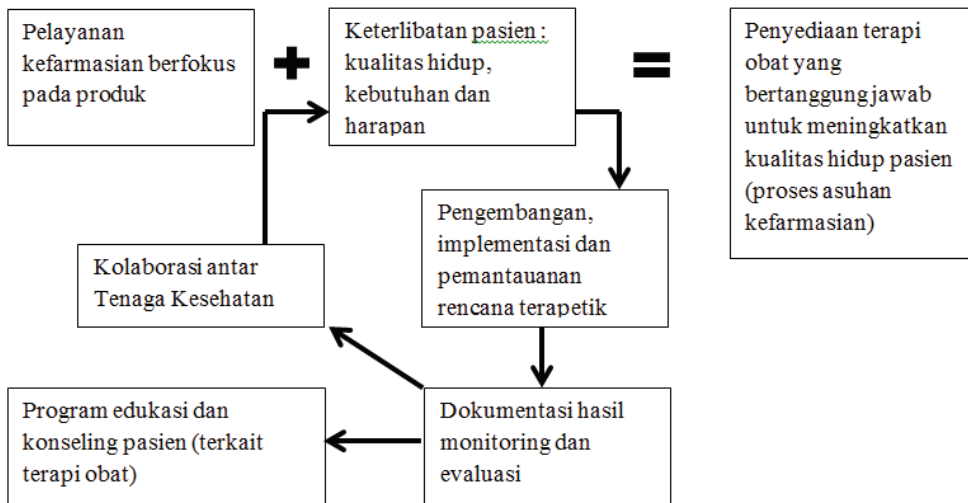 Pelayanan
kefarmasian berfokus
pada produk
+
Keterlibatan pasien :
kualitas hidup,
kebutuhan dan
harapan
=
Penyediaan terapi
obat yang
bertanggung jawab
untuk meningkatkan
kualitas hidup pasien
(proses asuhan
kefarmasian)
Pengembangan,
implementasi dan
pemantauanan
rencana terapetik
Kolaborasi antar
Tenaga Kesehatan
Program edukasi dan
konseling pasien (terkait
terapi obat)
Dokumentasi hasil
monitoring dan
evaluasi